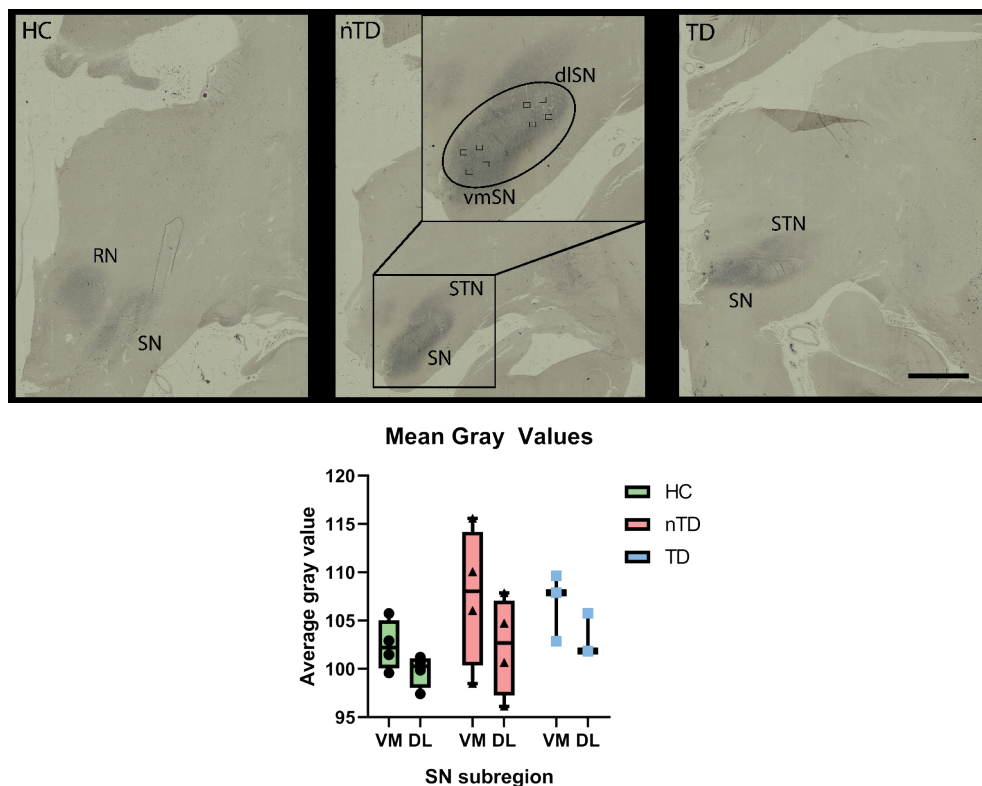 HC
nTD
TD
dlSN
vmSN
RN
SN
STN
SN
STN
SN
Mean Gray Values
Average gray value
120
115
110
105
100
95
VM DL VM DL VM DL
SN subregion
HC
nTD
TD